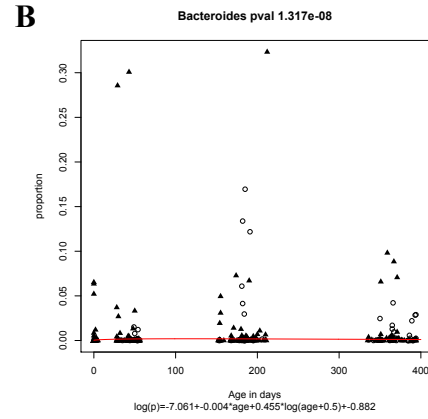 B
Bacteroides pval 1.317e-08
0.30
0.25
0.20
0.15
0.10
0.05
0.00
proportion
0
100
200
300
400
Age in days
log(p)=-7.061+-0.004*age+0.455*log(age+0.5)+-0.882